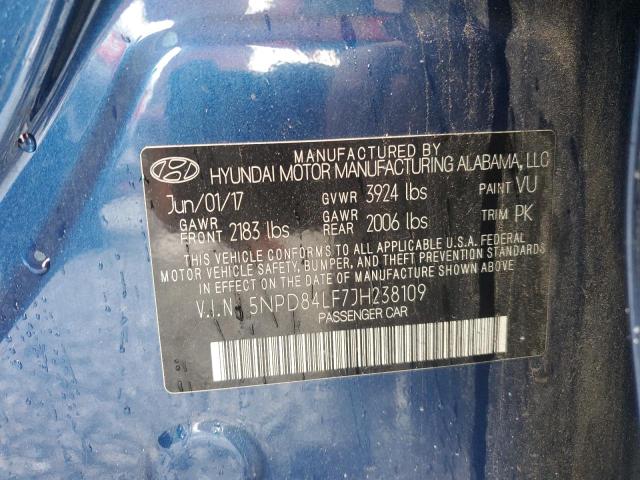 MANUFACTURED BY
HYUNDAI MOTOR MANUFACTURING ALABAMA, LLC
Jun/01/17 GVWR 3924 lbs PAINT VU
GAWR FRONT 2183 lbs GAWR REAR 2006 lbs TRIM PK
THIS VEHICLE CONFORMS TO ALL APPLICABLE U.S.A. FEDERAL
MOTOR VEHICLE SAFETY, BUMPER, AND THEFT PREVENTION STANDARDS
IN EFFECT ON THE DATE OF MANUFACTURE SHOWN ABOVE.
V.I.N: 5NPD84LF7JH238109
PASSENGER CAR